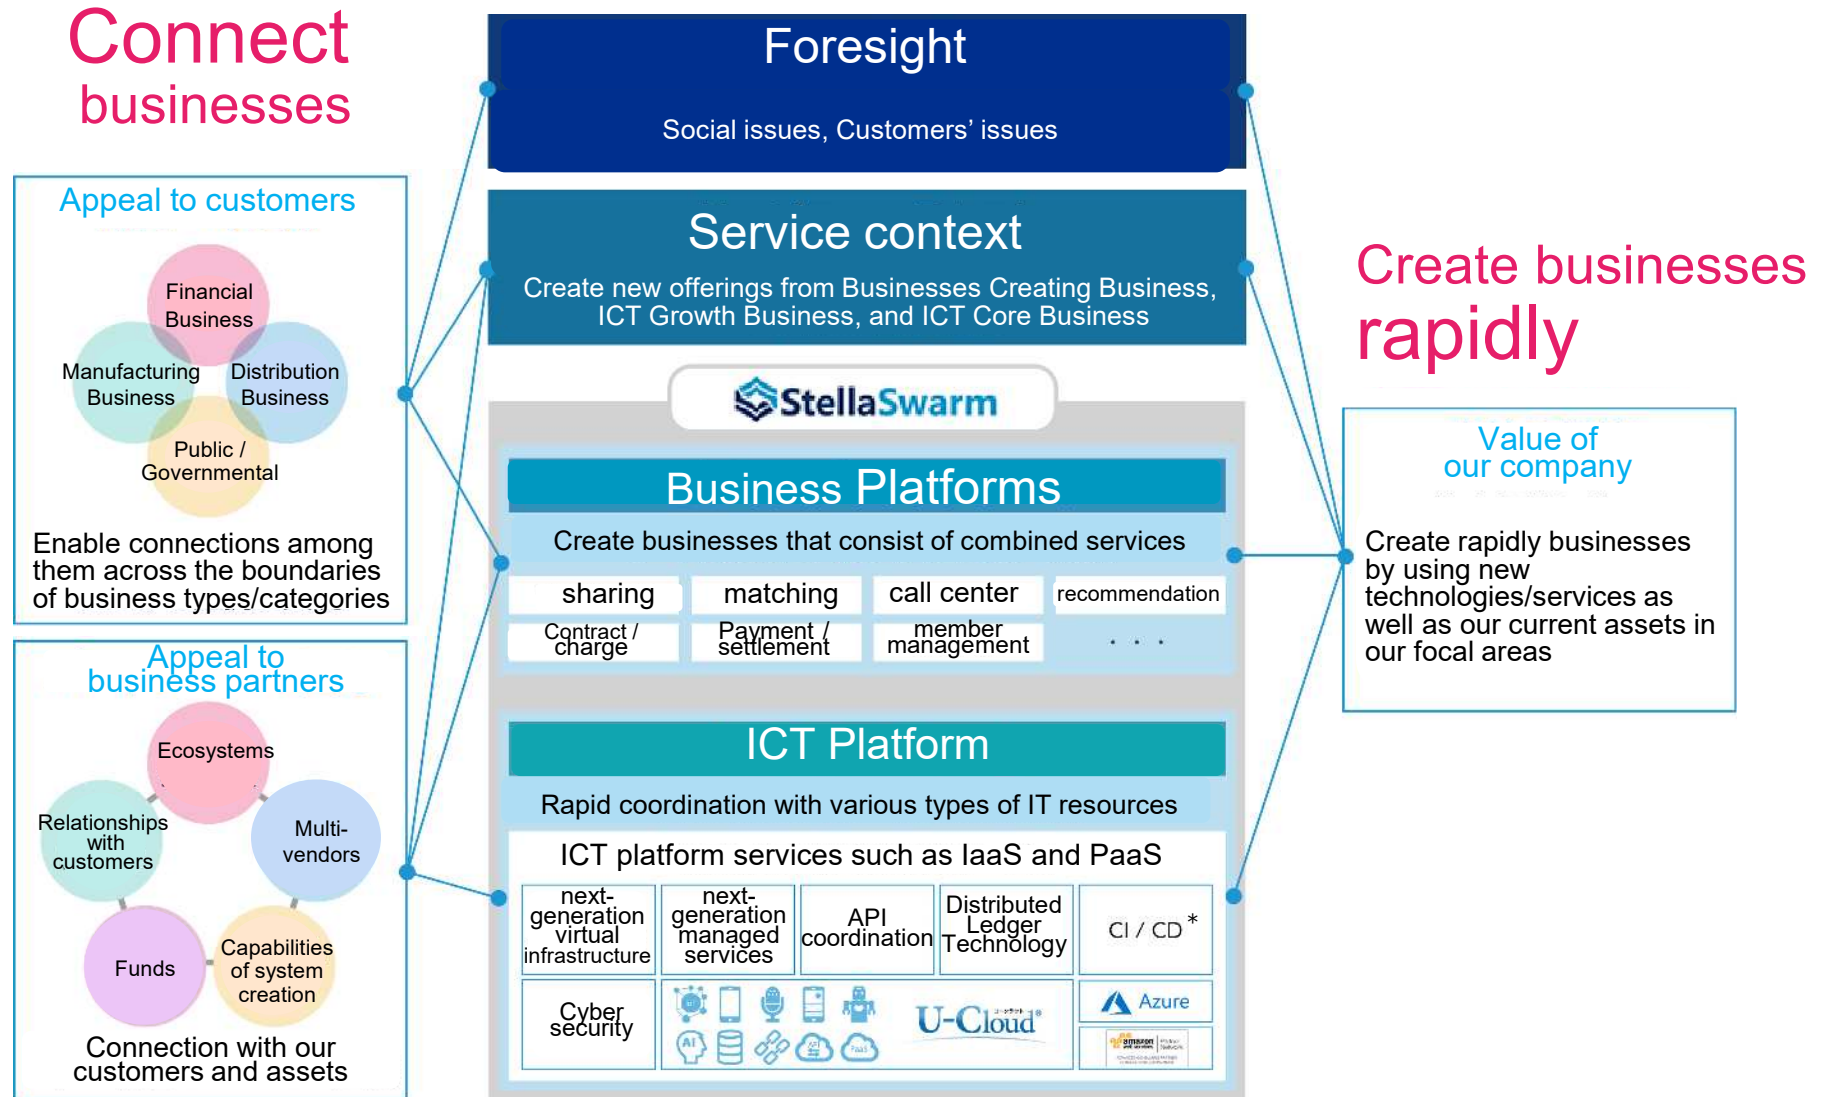 Connect
businesses
Appeal to customers
Financial
Business
Manufacturing
Business
Distribution
Business
Public /
Governmental
Enable connections among
them across the boundaries
of business types/categories
Appeal to
business partners
Ecosystems
Relationships
with
customers
Multi-
vendors
Funds
Capabilities
of system
creation
Connection with our
customers and assets
Foresight
Social issues, Customers’ issues
Service context
Create new offerings from Businesses Creating Business,
ICT Growth Business, and ICT Core Business
StellaSwarm
Business Platforms
Create businesses that consist of combined services
sharing
matching
call center
recommendation
Contract /
charge
Payment /
settlement
member
management
・・・
ICT Platform
Rapid coordination with various types of IT resources
ICT platform services such as IaaS and PaaS
next-
generation
virtual
infrastructure
next-
generation
managed
services
API
coordination
Distributed
Ledger
Technology
CI / CD *
Cyber
security
AI
API
PaaS
U-Cloud®
Azure
amazon
web services
Create businesses
rapidly
Value of
our company
Create rapidly businesses
by using new
technologies/services as
well as our current assets in
our focal areas